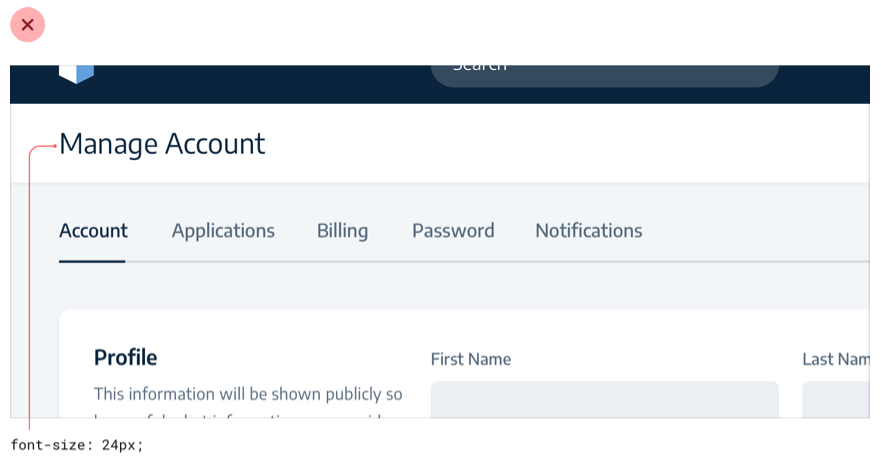 Search
Manage Account
Account Applications Billing Password Notifications
Profile
First Name
Last Nam
This information will be shown publicly so
font-size: 24px;